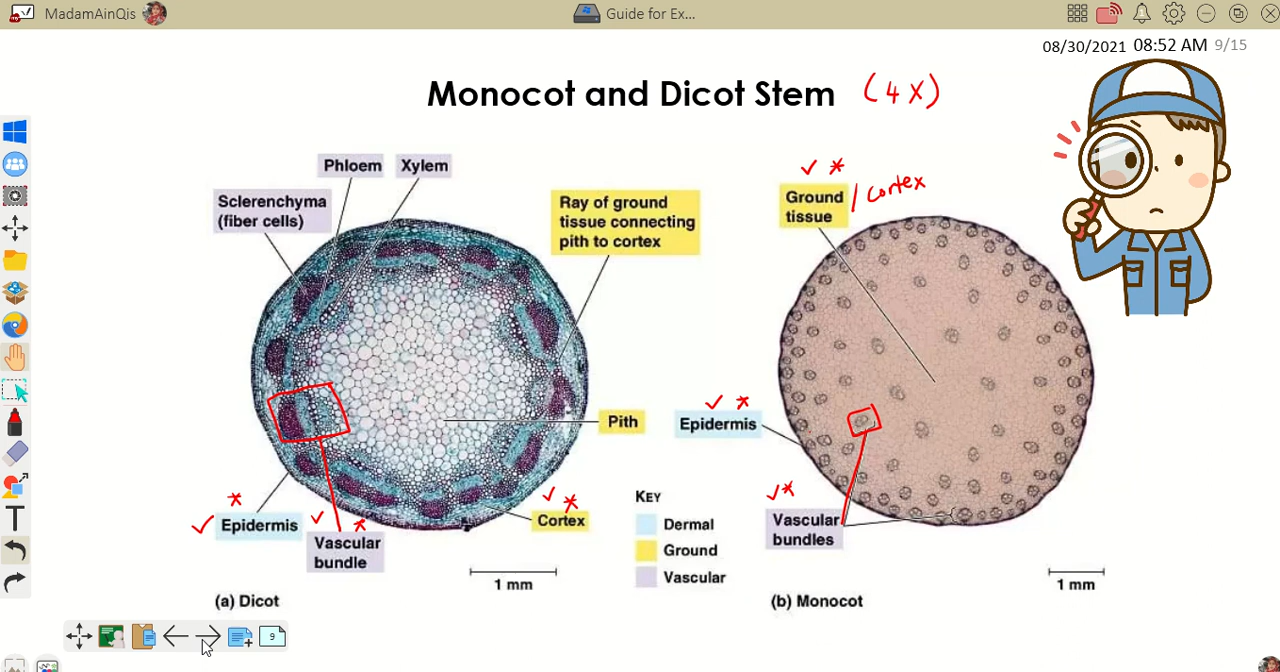 MadamAinQis
Guide for Ex...
08/30/2021 08:52 AM 9/15
Monocot and Dicot Stem (4X)
Phloem
Xylem
Sclerenchyma
(fiber cells)
Ray of ground
tissue connecting
pith to cortex
Ground
tissue
/ cortex
Pith
Epidermis
Epidermis
Vascular
bundle
Cortex
KEY
Dermal
Ground
Vascular
Vascular
bundles
1 mm
1 mm
(a) Dicot
(b) Monocot
9